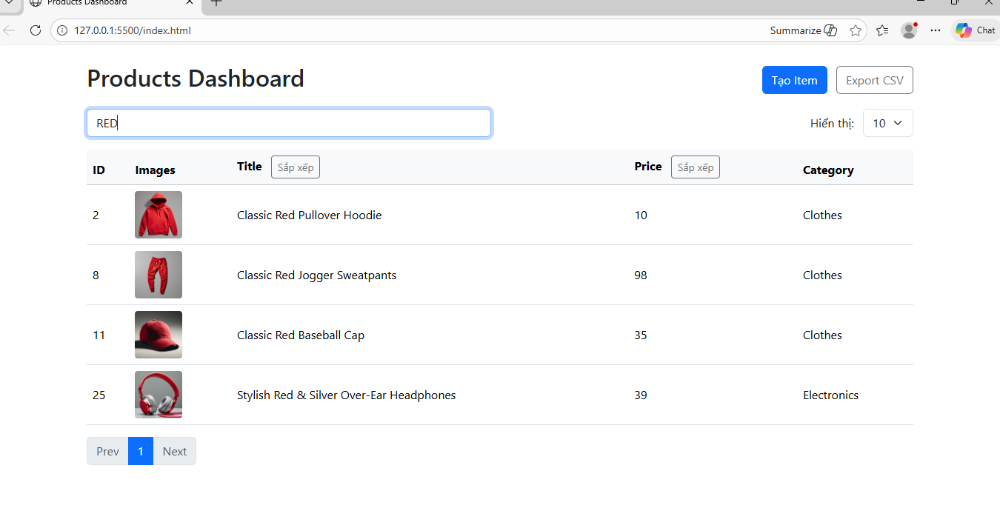 Products Dashboard
127.0.0.1:5500/index.html
Summarize
Chat
Products Dashboard
Tạo Item
Export CSV
RED
Hiển thị:
10
ID Images Title Sắp xếp Price Sắp xếp Category
2 Classic Red Pullover Hoodie 10 Clothes
8 Classic Red Jogger Sweatpants 98 Clothes
11 Classic Red Baseball Cap 35 Clothes
25 Stylish Red & Silver Over-Ear Headphones 39 Electronics
Prev 1 Next